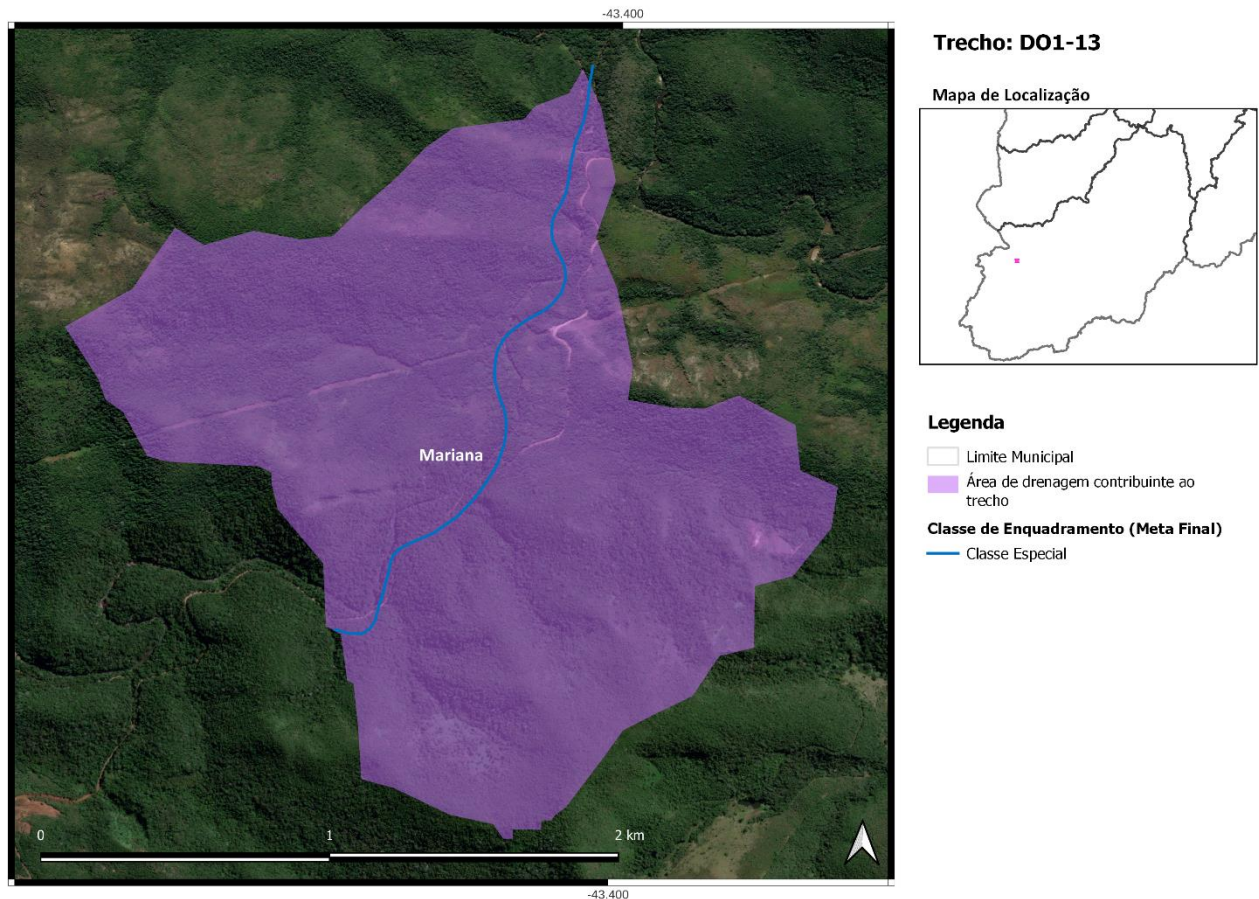 -43.400
Trecho: DO1-13
Mapa de Localização
Legenda
Limite Municipal
Área de drenagem contribuinte ao
trecho
Classe de Enquadramento (Meta Final)
Classe Especial
Mariana
0 1 2 km
-43.400